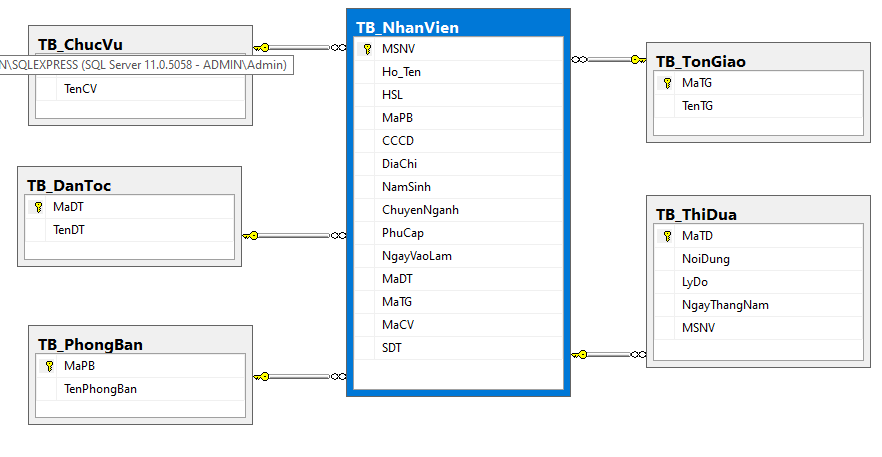 TB_ChucVu
N\SQLEXPRESS (SQL Server 11.0.5058 - ADMIN\Admin)
TenCV
TB_DanToc
MaDT
TenDT
TB_PhongBan
MaPB
TenPhongBan
TB_NhanVien
MSNV
Ho_Ten
HSL
MaPB
CCCD
DiaChi
NamSinh
ChuyenNganh
PhuCap
NgayVaoLam
MaDT
MaTG
MaCV
SDT
TB_TonGiao
MaTG
TenTG
TB_ThiDua
MaTD
NoiDung
LyDo
NgayThangNam
MSNV